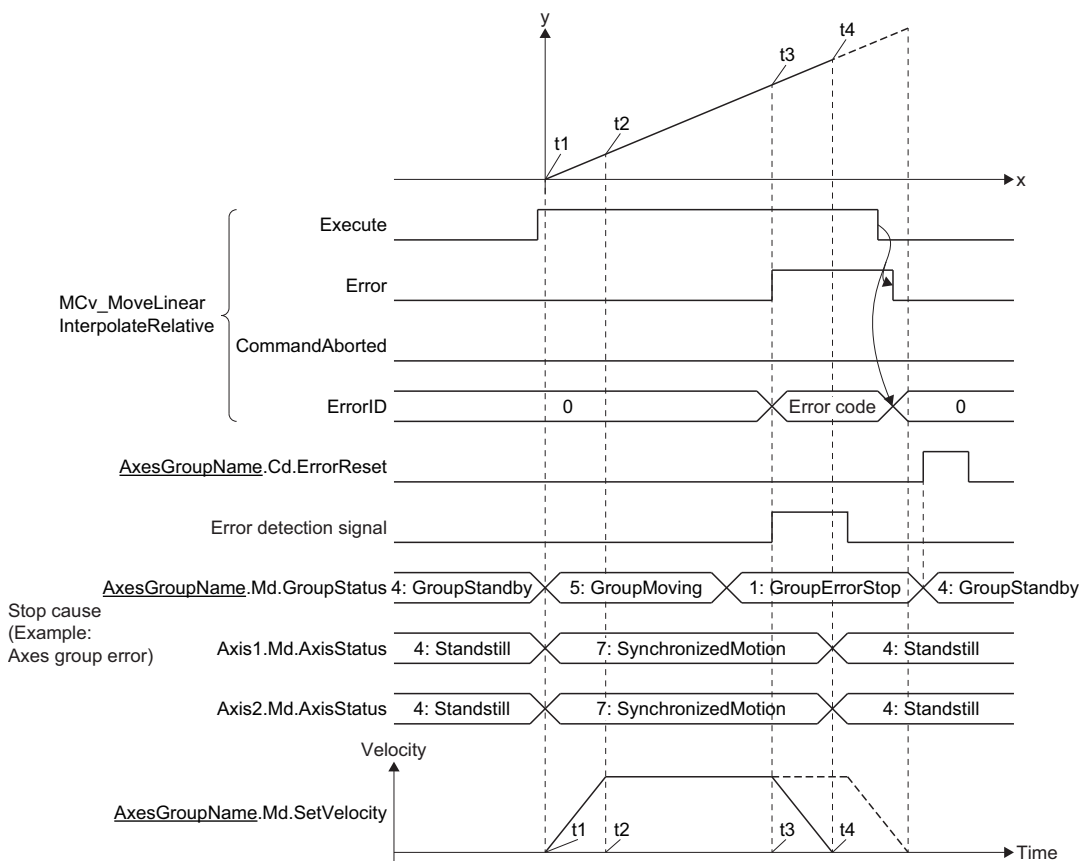 y
t4
t3
t2
t1
x
Execute
Error
MCv_MoveLinear
InterpolateRelative
CommandAborted
ErrorID
0
Error code
0
AxesGroupName.Cd.ErrorReset
Error detection signal
AxesGroupName.Md.GroupStatus
4: GroupStandby
5: GroupMoving
1: GroupErrorStop
4: GroupStandby
Stop cause
(Example:
Axes group error)
Axis1.Md.AxisStatus
4: Standstill
7: SynchronizedMotion
4: Standstill
Axis2.Md.AxisStatus
4: Standstill
7: SynchronizedMotion
4: Standstill
Velocity
AxesGroupName.Md.SetVelocity
t1
t2
t3
t4
Time